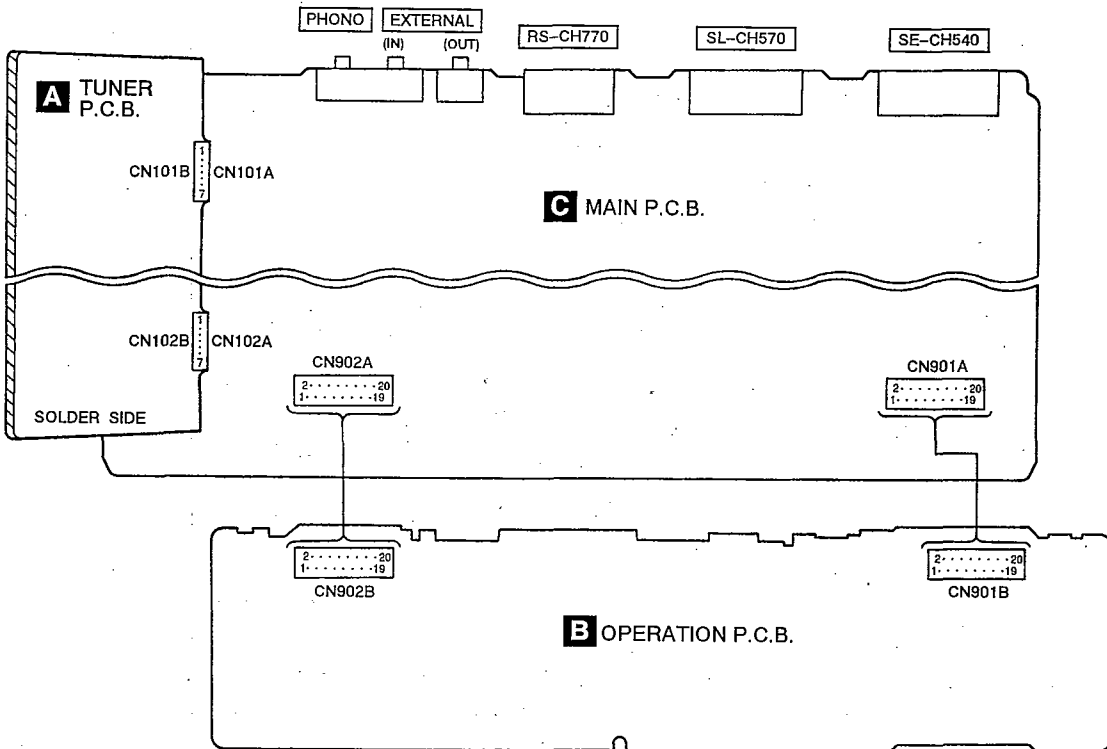 PHONO
EXTERNAL
(IN)
(OUT)
RS-CH770
SL-CH570
SE-CH540
A TUNER
P.C.B.
CN101B
1
7
CN101A
C MAIN P.C.B.
CN102B
1
7
CN102A
SOLDER SIDE
CN902A
2 20
1 19
CN901A
2 20
1 19
2 20
1 19
CN902B
2 20
1 19
CN901B
B OPERATION P.C.B.